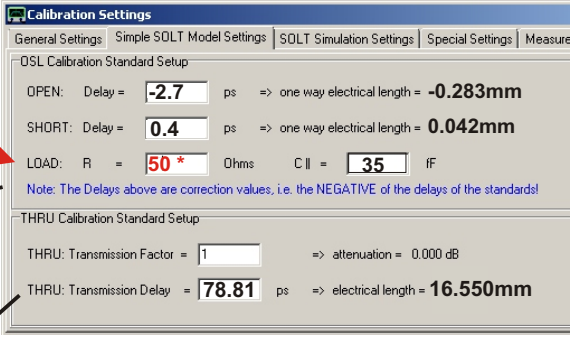 Calibration Settings
General Settings Simple SOLT Model Settings SOLT Simulation Settings Special Settings Measure
OSL Calibration Standard Setup
OPEN: Delay = -2.7 ps => one way electrical length = -0.283mm
SHORT: Delay = 0.4 ps => one way electrical length = 0.042mm
LOAD: R = 50 * Ohms C || = 35 fF
Note: The Delays above are correction values, i.e. the NEGATIVE of the delays of the standards!
THRU Calibration Standard Setup
THRU: Transmission Factor = 1 => attenuation = 0.000 dB
THRU: Transmission Delay = 78.81 ps => electrical length = 16.550mm